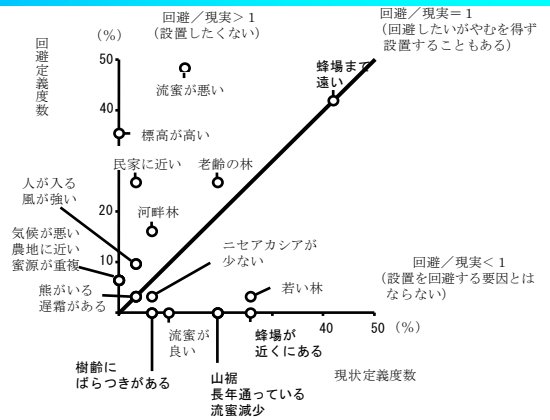 回避／現実＞1
（設置したくない）
回避／現実＝1
（回避したいがやむを得ず
設置することもある）
回避定義度数
（%）
50
40
20
10
流蜜が悪い
蜂場まで
遠い
標高が高い
民家に近い
老齢の林
人が入る
風が強い
河畔林
気候が悪い
農地に近い
蜜源が重複
ニセアカシアが
少ない
回避／現実＜1
（設置を回避する要因とは
ならない）
熊がいる
遅霜がある
若い林
40
50
（%）
流蜜が
良い
蜂場が
近くにある
樹齢に
ばらつきがある
山裾
長年通っている
流蜜減少
現状定義度数